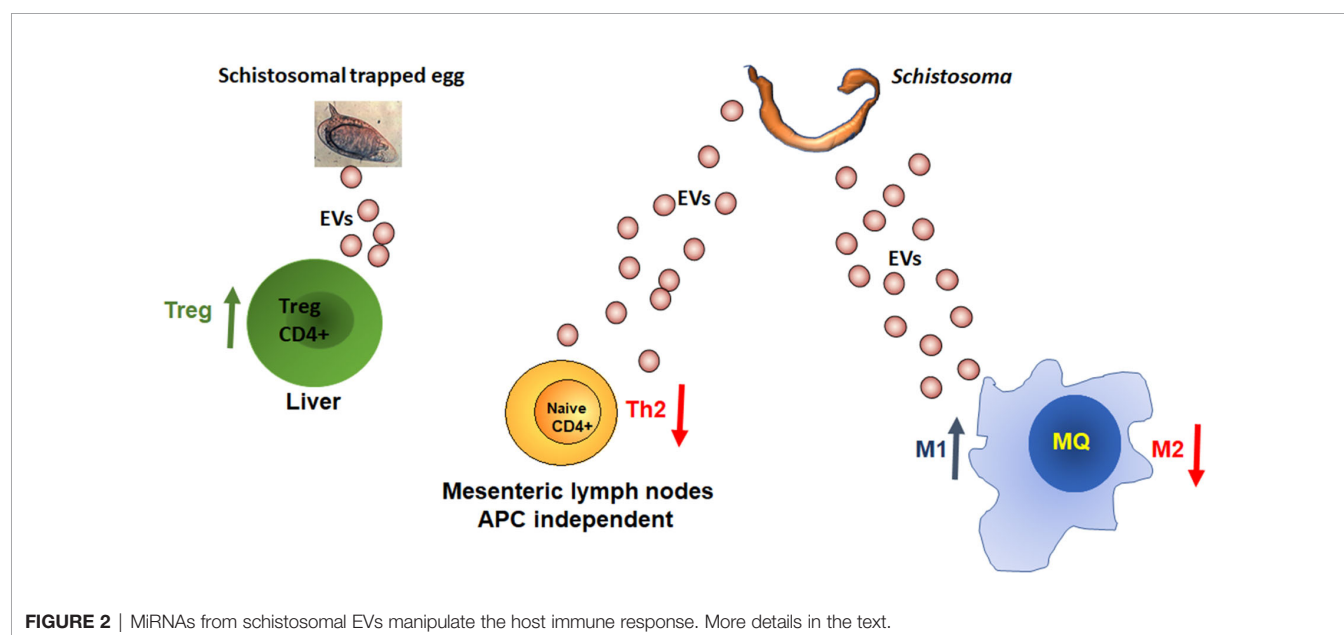 Schistosomal trapped egg
EVs
Treg
Treg
CD4+
Liver
Schistosoma
EVs
Naive
CD4+
Th2
Mesenteric lymph nodes
APC independent
EVs
M1
MQ
M2
FIGURE 2 | MiRNAs from schistosomal EVs manipulate the host immune response. More details in the text.